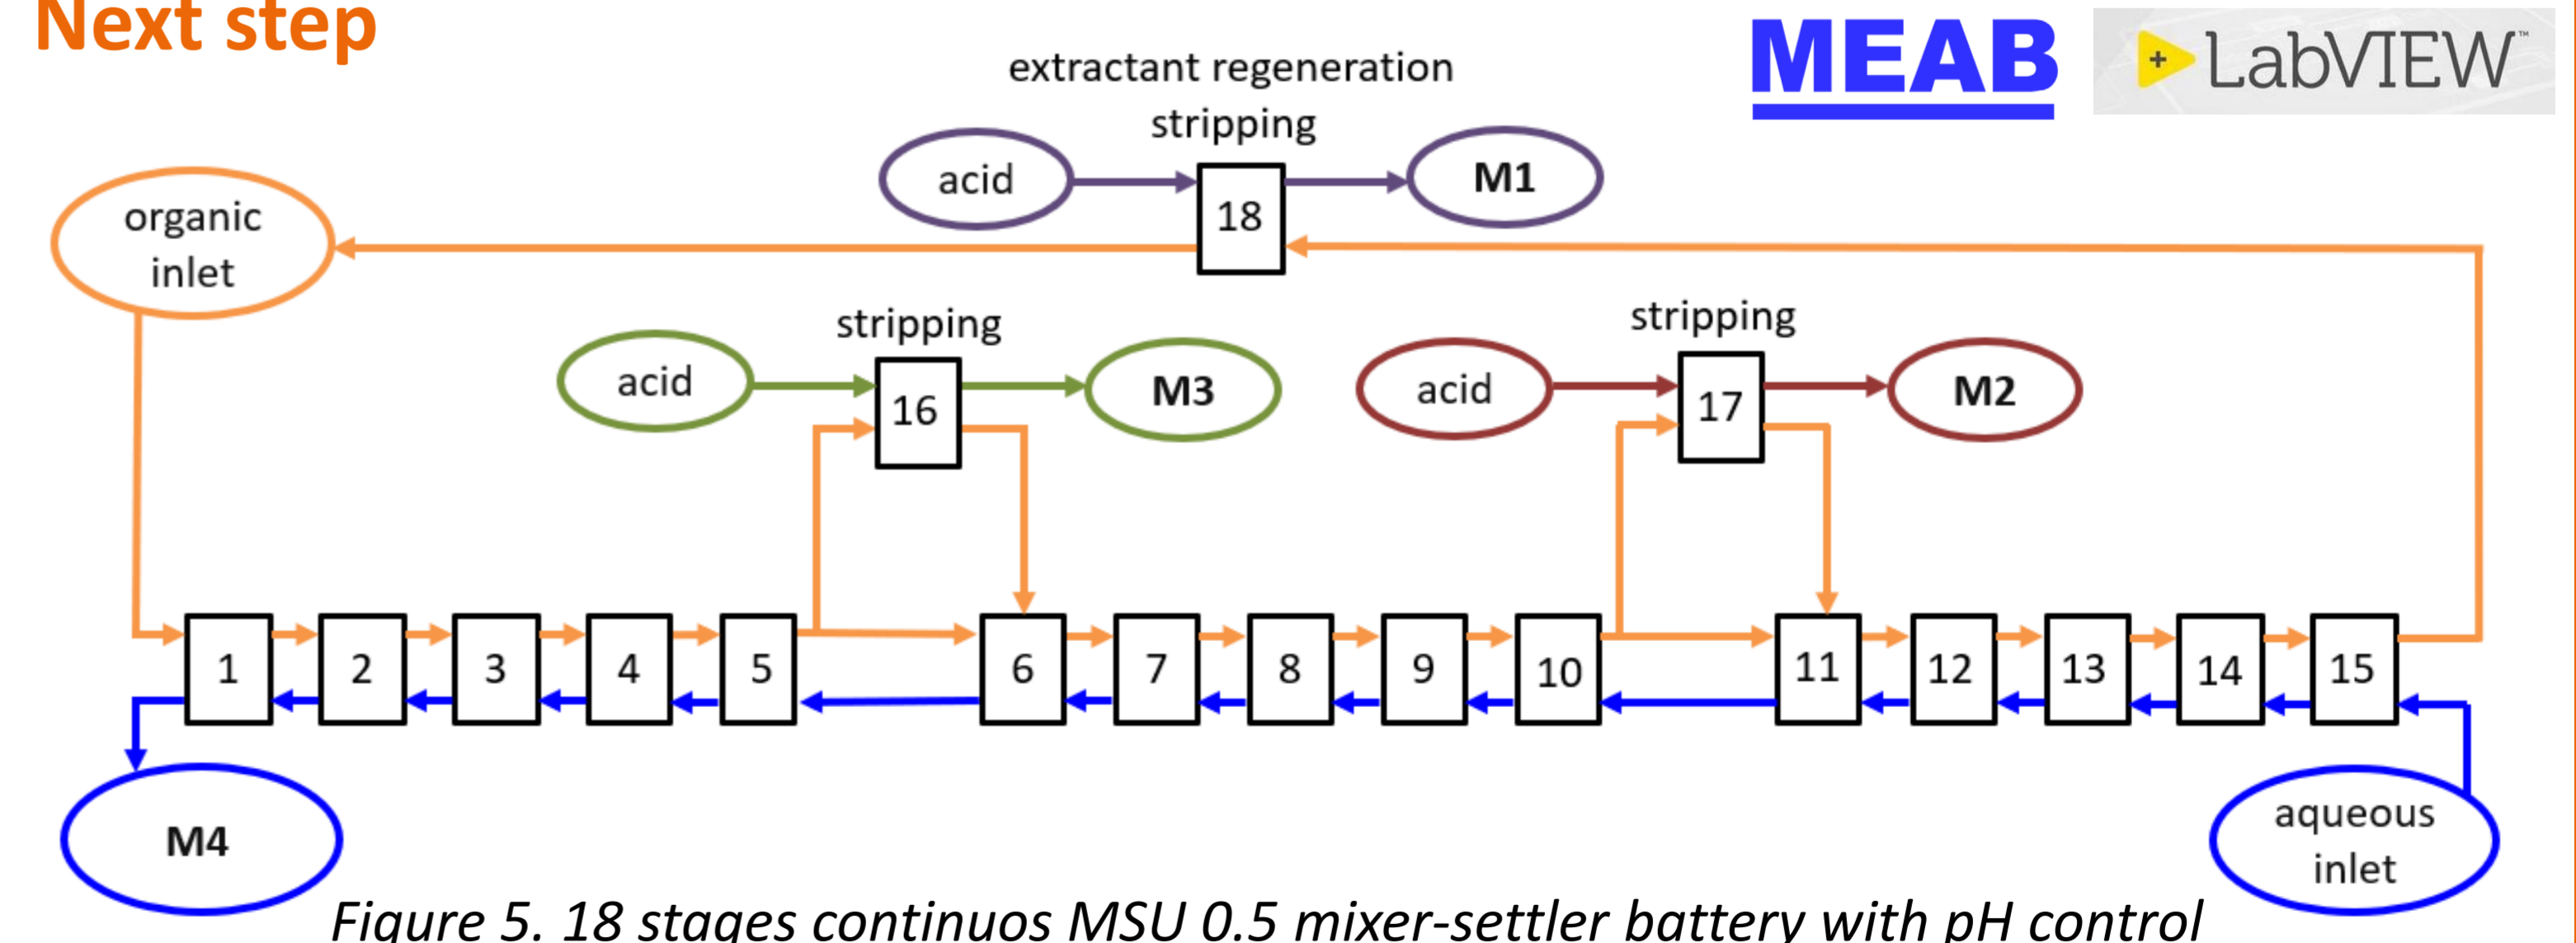 Next step
MEAB
+ LabVIEW™
extractant regeneration
stripping
acid
18
M1
organic
inlet
stripping
acid
16
M3
stripping
acid
17
M2
1
2
3
4
5
6
7
8
9
10
11
12
13
14
15
M4
aqueous
inlet
Figure 5. 18 stages continuos MSU 0.5 mixer-settler battery with pH control